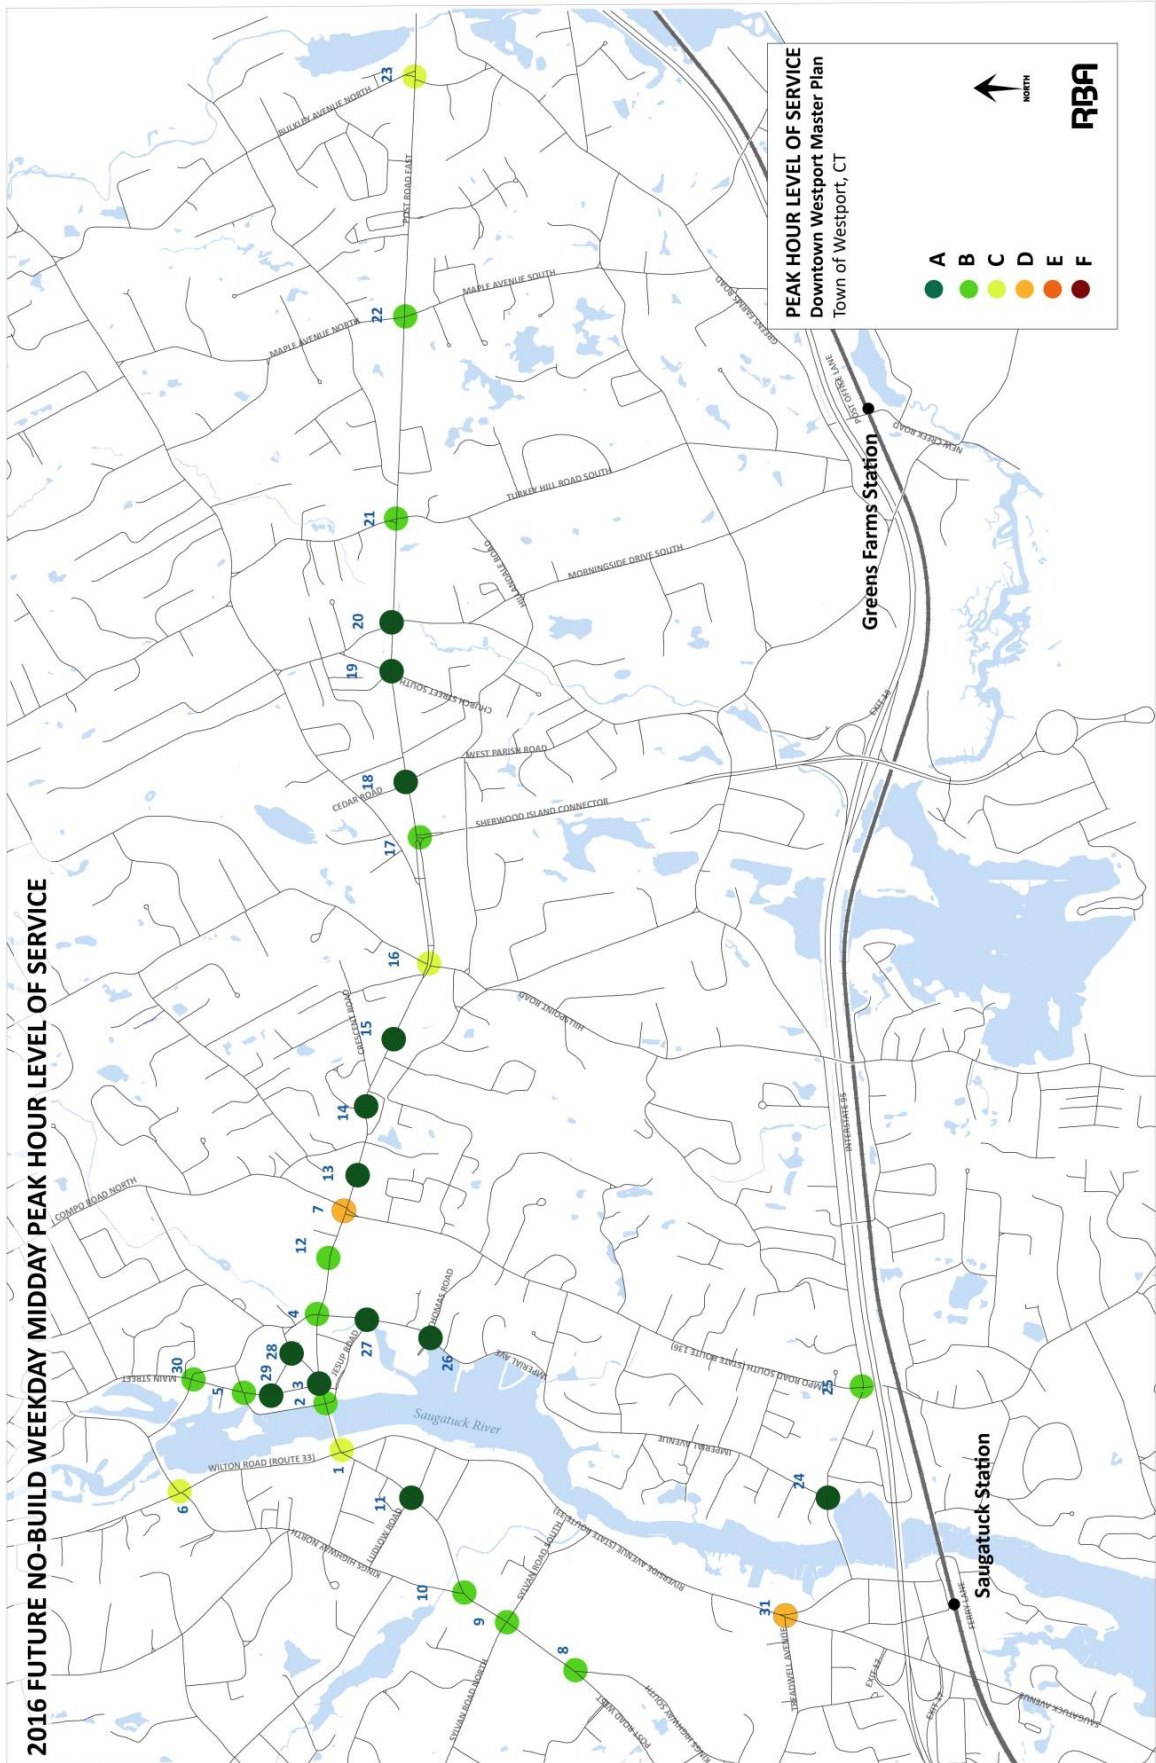 2016 FUTURE NO-BUILD WEEKDAY MIDDAY PEAK HOUR LEVEL OF SERVICE
COMPO ROAD NORTH
MAIN STREET
30
5
29
28
4
12
7
13
14
15
CRESCENT ROAD
16
17
CEDAR ROAD
18
19
20
21
MAPLE AVENUE NORTH
22
BULKLEY AVENUE NORTH
23
POST ROAD EAST
MAPLE AVENUE SOUTH
6
WILTON ROAD (ROUTE 33)
1
2
3
JESUP ROAD
27
26
THOMAS ROAD
IMPERIAL AVE
Saugatuck River
11
LUDLOW ROAD
KINGS HIGHWAY NORTH
10
9
SYLVAN ROAD NORTH
SYLVAN ROAD SOUTH
8
POST ROAD WEST
KINGS HIGHWAY SOUTH
RIVERSIDE AVENUE (STATE ROUTE 33)
31
TREADWELL AVENUE
IMPERIAL AVENUE
24
25
COMPO ROAD SOUTH (STATE ROUTE 136)
HILLSPOINT ROAD
SHERWOOD ISLAND CONNECTOR
WEST PARISH ROAD
CHURCH STREET SOUTH
HILLANDALE ROAD
MORNINGSIDE DRIVE SOUTH
TURKEY HILL ROAD SOUTH
GREENS FARMS ROAD
INTERSTATE 95
EXIT 18
EXIT 17
EXIT 17
SAUGATUCK AVENUE
FERRY LANE
Saugatuck Station
Greens Farms Station
POST OFFICE LANE
NEW CREEK ROAD
PEAK HOUR LEVEL OF SERVICE
Downtown Westport Master Plan
Town of Westport, CT
A
B
C
D
E
F
NORTH
RBA